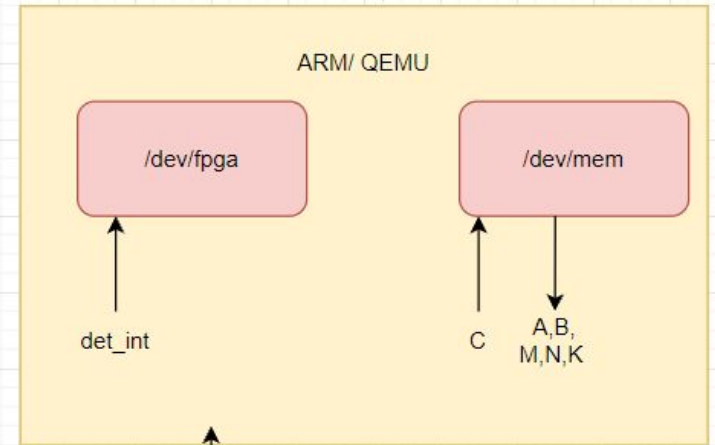 ARM/ QEMU
/dev/fpga
/dev/mem
det_int
C
A,B,
M,N,K